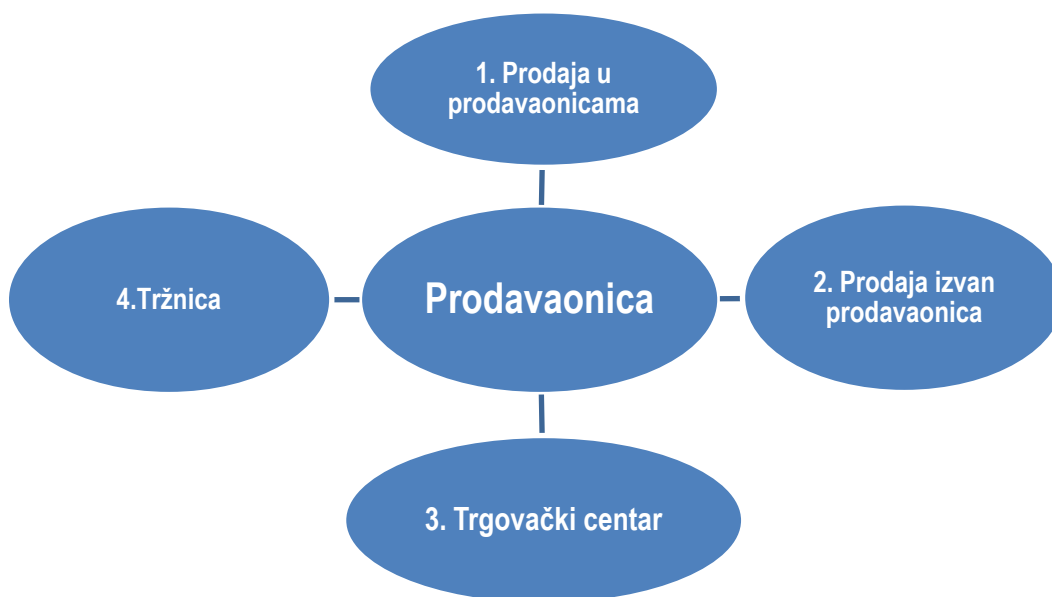 1. Prodaja u
prodavaonicama
4.Tržnica
Prodavaonica
2. Prodaja izvan
prodavaonica
3. Trgovački centar